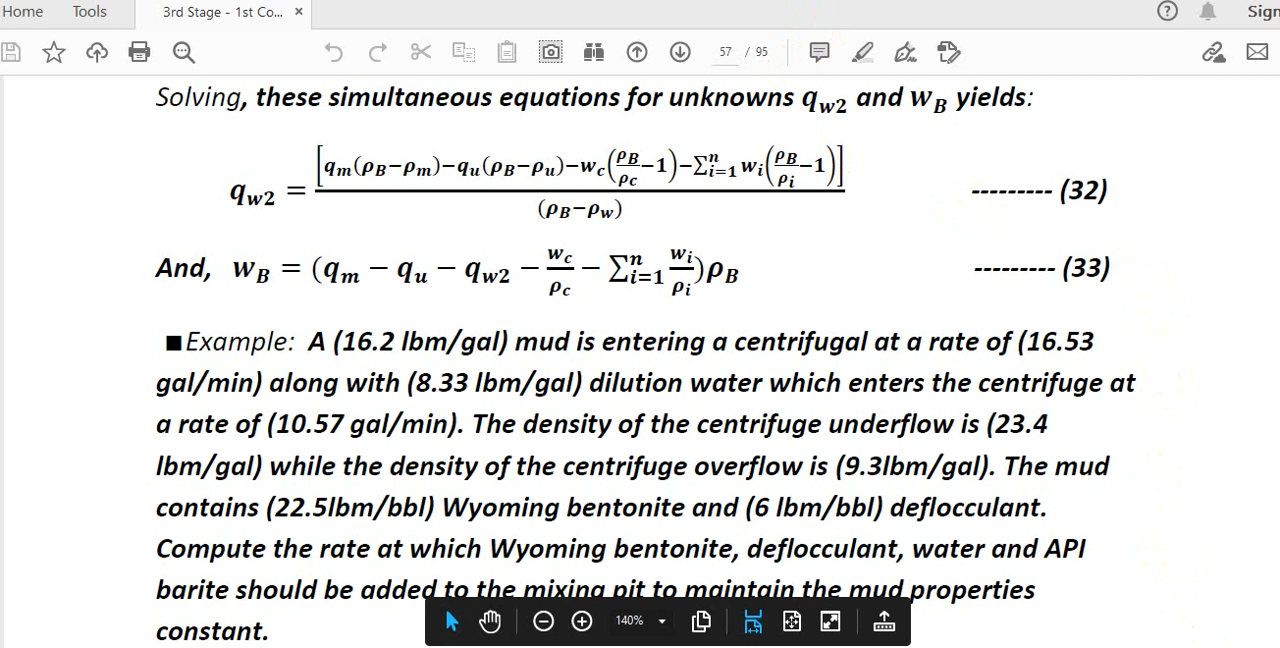 Home Tools 3rd Stage - 1st Co... × Sign
57 / 95
Solving, these simultaneous equations for unknowns q_w2 and w_B yields:
q_w2 = [q_m(ρ_B−ρ_m)−q_u(ρ_B−ρ_u)−w_c(ρ_B/ρ_c−1)−∑_{i=1}^n w_i(ρ_B/ρ_i−1)] / (ρ_B−ρ_w) --------- (32)
And, w_B = (q_m − q_u − q_w2 − w_c/ρ_c − ∑_{i=1}^n w_i/ρ_i)ρ_B --------- (33)
■Example: A (16.2 lbm/gal) mud is entering a centrifugal at a rate of (16.53
gal/min) along with (8.33 lbm/gal) dilution water which enters the centrifuge at
a rate of (10.57 gal/min). The density of the centrifuge underflow is (23.4
lbm/gal) while the density of the centrifuge overflow is (9.3lbm/gal). The mud
contains (22.5lbm/bbl) Wyoming bentonite and (6 lbm/bbl) deflocculant.
Compute the rate at which Wyoming bentonite, deflocculant, water and API
barite should be added to the mixing pit to maintain the mud properties
constant.
140%